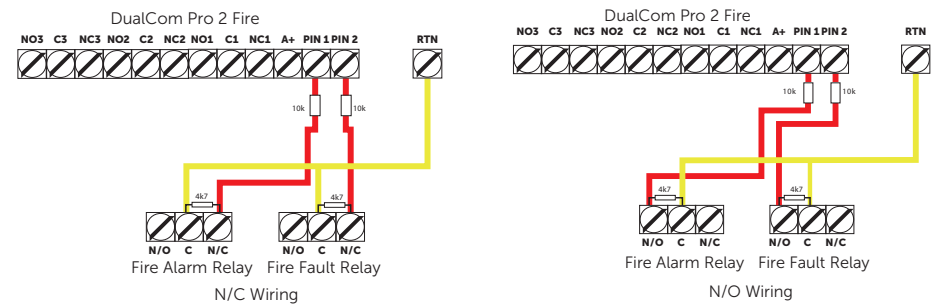 DualCom Pro 2 Fire
NO3 C3 NC3 NO2 C2 NC2 NO1 C1 NC1 A+ PIN 1 PIN 2 RTN
10k 10k
4k7 4k7
N/O C N/C N/O C N/C
Fire Alarm Relay Fire Fault Relay
N/C Wiring
DualCom Pro 2 Fire
NO3 C3 NC3 NO2 C2 NC2 NO1 C1 NC1 A+ PIN 1 PIN 2 RTN
10k 10k
4k7 4k7
N/O C N/C N/O C N/C
Fire Alarm Relay Fire Fault Relay
N/O Wiring